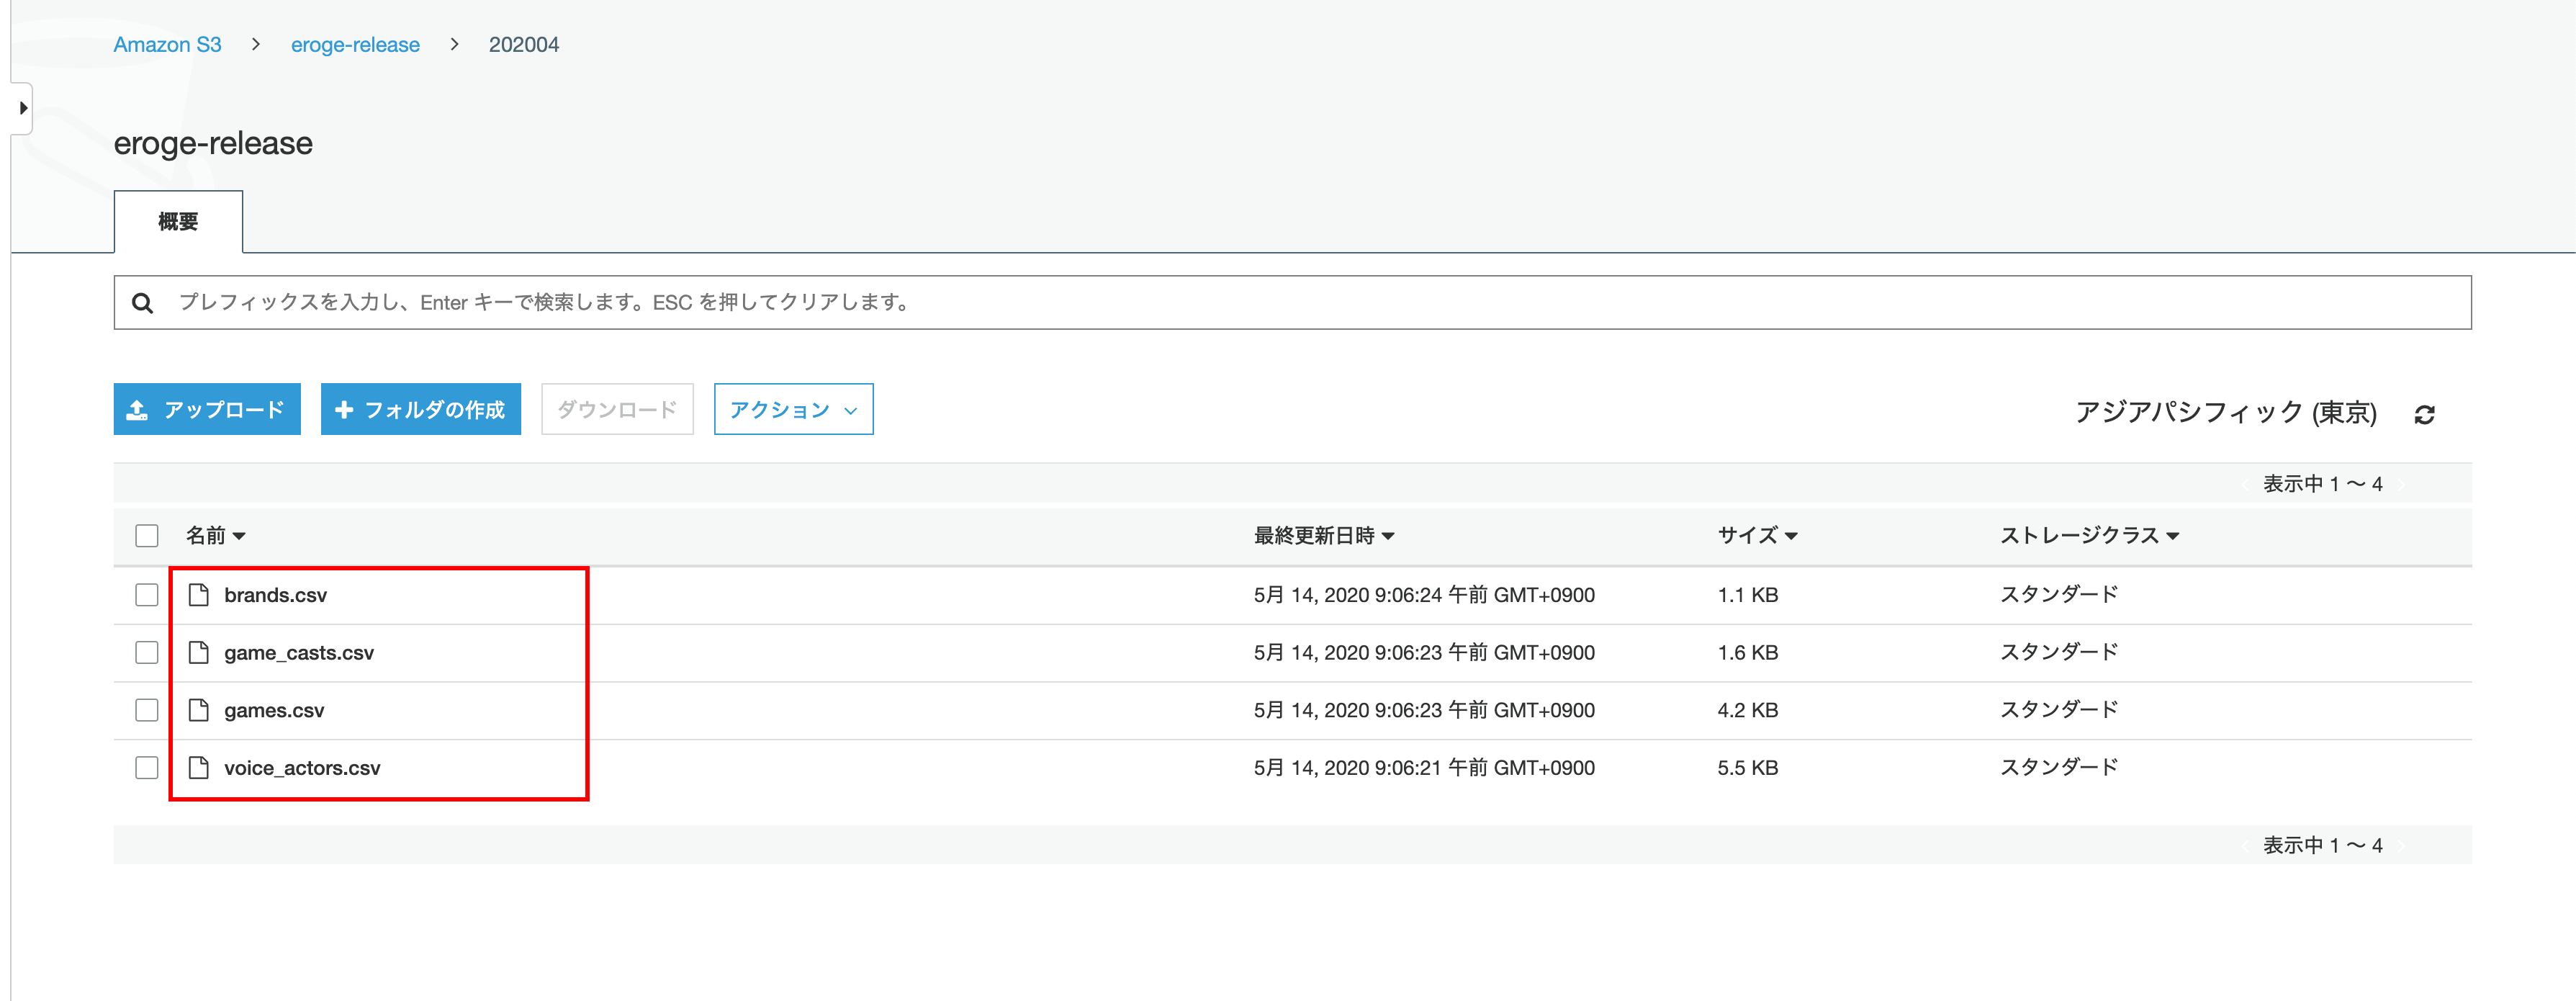 Amazon S3 > eroge-release > 202004
eroge-release
概要
プレフィックスを入力し、Enter キーで検索します。ESC を押してクリアします。
アップロード フォルダの作成 ダウンロード アクション アジアパシフィック (東京)
表示中 1 〜 4
名前 最終更新日時 サイズ ストレージクラス
brands.csv 5月 14, 2020 9:06:24 午前 GMT+0900 1.1 KB スタンダード
game_casts.csv 5月 14, 2020 9:06:23 午前 GMT+0900 1.6 KB スタンダード
games.csv 5月 14, 2020 9:06:23 午前 GMT+0900 4.2 KB スタンダード
voice_actors.csv 5月 14, 2020 9:06:21 午前 GMT+0900 5.5 KB スタンダード
表示中 1 〜 4